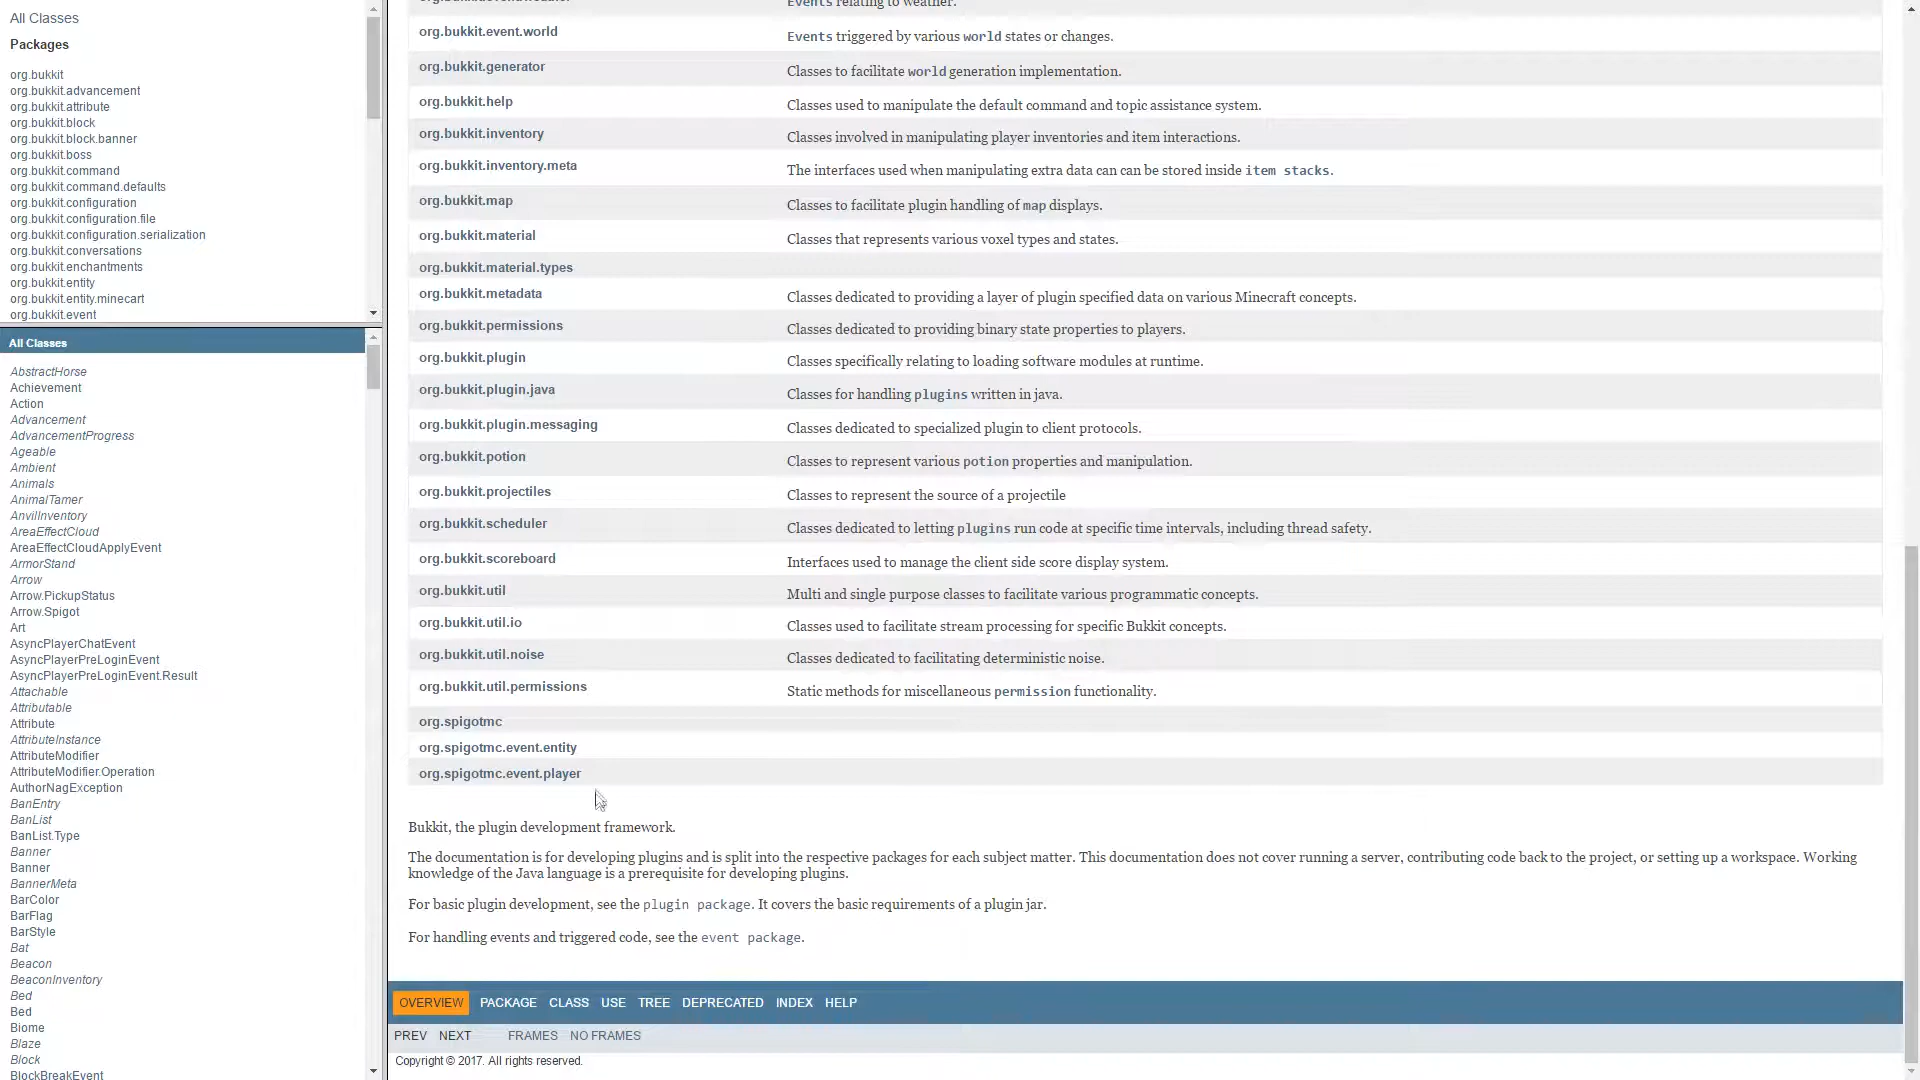 All Classes
Packages
org.bukkit
org.bukkit.advancement
org.bukkit.attribute
org.bukkit.block
org.bukkit.block.banner
org.bukkit.boss
org.bukkit.command
org.bukkit.command.defaults
org.bukkit.configuration
org.bukkit.configuration.file
org.bukkit.configuration.serialization
org.bukkit.conversations
org.bukkit.enchantments
org.bukkit.entity
org.bukkit.entity.minecart
org.bukkit.event
All Classes
AbstractHorse
Achievement
Action
Advancement
AdvancementProgress
Ageable
Ambient
Animals
AnimalTamer
AnvilInventory
AreaEffectCloud
AreaEffectCloudApplyEvent
ArmorStand
Arrow
Arrow.PickupStatus
Arrow.Spigot
Art
AsyncPlayerChatEvent
AsyncPlayerPreLoginEvent
AsyncPlayerPreLoginEvent.Result
Attachable
Attributable
Attribute
AttributeInstance
AttributeModifier
AttributeModifier.Operation
AuthorNagException
BanEntry
BanList
BanList.Type
Banner
Banner
BannerMeta
BarColor
BarFlag
BarStyle
Bat
Beacon
BeaconInventory
Bed
Bed
Biome
Blaze
Block
BlockBreakEvent
Events relating to weather.
org.bukkit.event.world Events triggered by various world states or changes.
org.bukkit.generator Classes to facilitate world generation implementation.
org.bukkit.help Classes used to manipulate the default command and topic assistance system.
org.bukkit.inventory Classes involved in manipulating player inventories and item interactions.
org.bukkit.inventory.meta The interfaces used when manipulating extra data can can be stored inside item stacks.
org.bukkit.map Classes to facilitate plugin handling of map displays.
org.bukkit.material Classes that represents various voxel types and states.
org.bukkit.material.types
org.bukkit.metadata Classes dedicated to providing a layer of plugin specified data on various Minecraft concepts.
org.bukkit.permissions Classes dedicated to providing binary state properties to players.
org.bukkit.plugin Classes specifically relating to loading software modules at runtime.
org.bukkit.plugin.java Classes for handling plugins written in java.
org.bukkit.plugin.messaging Classes dedicated to specialized plugin to client protocols.
org.bukkit.potion Classes to represent various potion properties and manipulation.
org.bukkit.projectiles Classes to represent the source of a projectile
org.bukkit.scheduler Classes dedicated to letting plugins run code at specific time intervals, including thread safety.
org.bukkit.scoreboard Interfaces used to manage the client side score display system.
org.bukkit.util Multi and single purpose classes to facilitate various programmatic concepts.
org.bukkit.util.io Classes used to facilitate stream processing for specific Bukkit concepts.
org.bukkit.util.noise Classes dedicated to facilitating deterministic noise.
org.bukkit.util.permissions Static methods for miscellaneous permission functionality.
org.spigotmc
org.spigotmc.event.entity
org.spigotmc.event.player
Bukkit, the plugin development framework.
The documentation is for developing plugins and is split into the respective packages for each subject matter. This documentation does not cover running a server, contributing code back to the project, or setting up a workspace. Working
knowledge of the Java language is a prerequisite for developing plugins.
For basic plugin development, see the plugin package. It covers the basic requirements of a plugin jar.
For handling events and triggered code, see the event package.
OVERVIEW PACKAGE CLASS USE TREE DEPRECATED INDEX HELP
PREV NEXT FRAMES NO FRAMES
Copyright © 2017. All rights reserved.